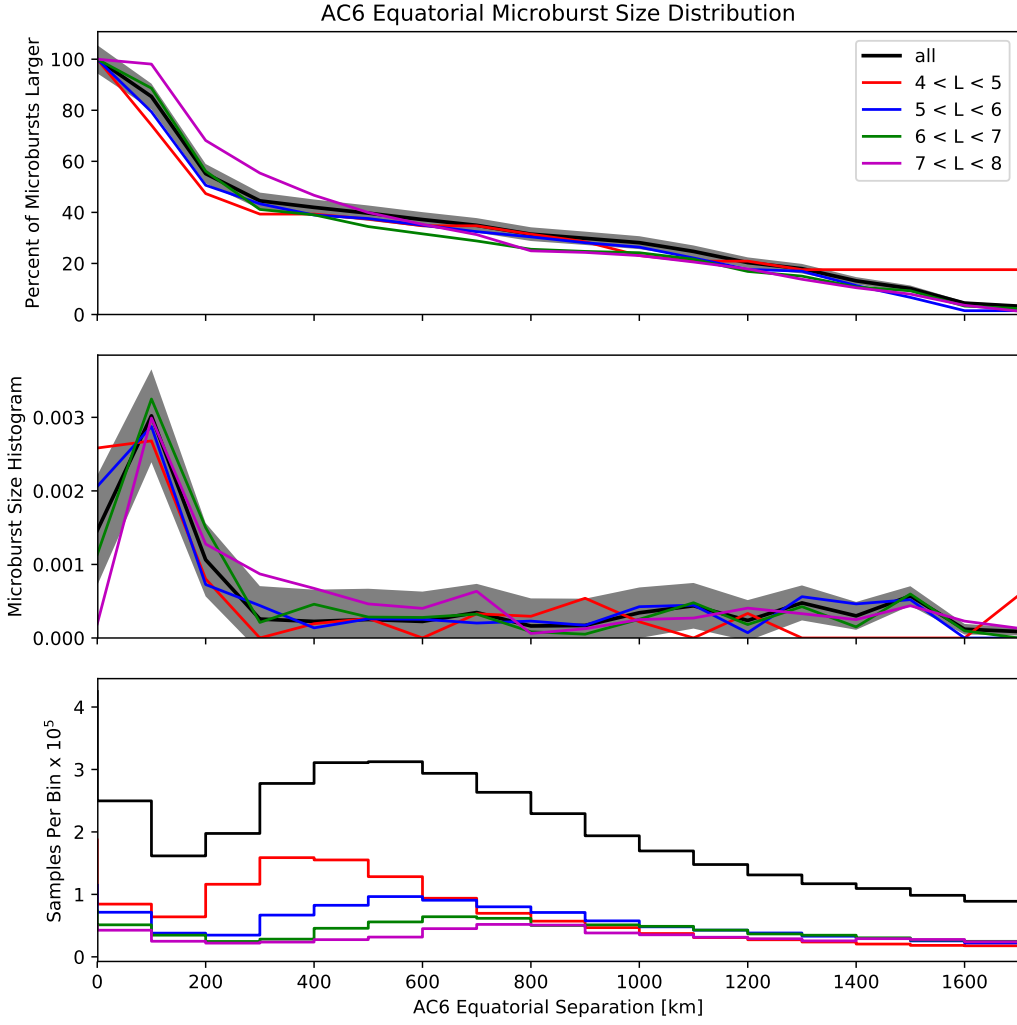 AC6 Equatorial Microburst Size Distribution
Percent of Microbursts Larger
100
80
60
40
20
0
all
4 < L < 5
5 < L < 6
6 < L < 7
7 < L < 8
Microburst Size Histogram
0.003
0.002
0.001
0.000
Samples Per Bin x 10⁵
4
3
2
1
0
0 200 400 600 800 1000 1200 1400 1600
AC6 Equatorial Separation [km]